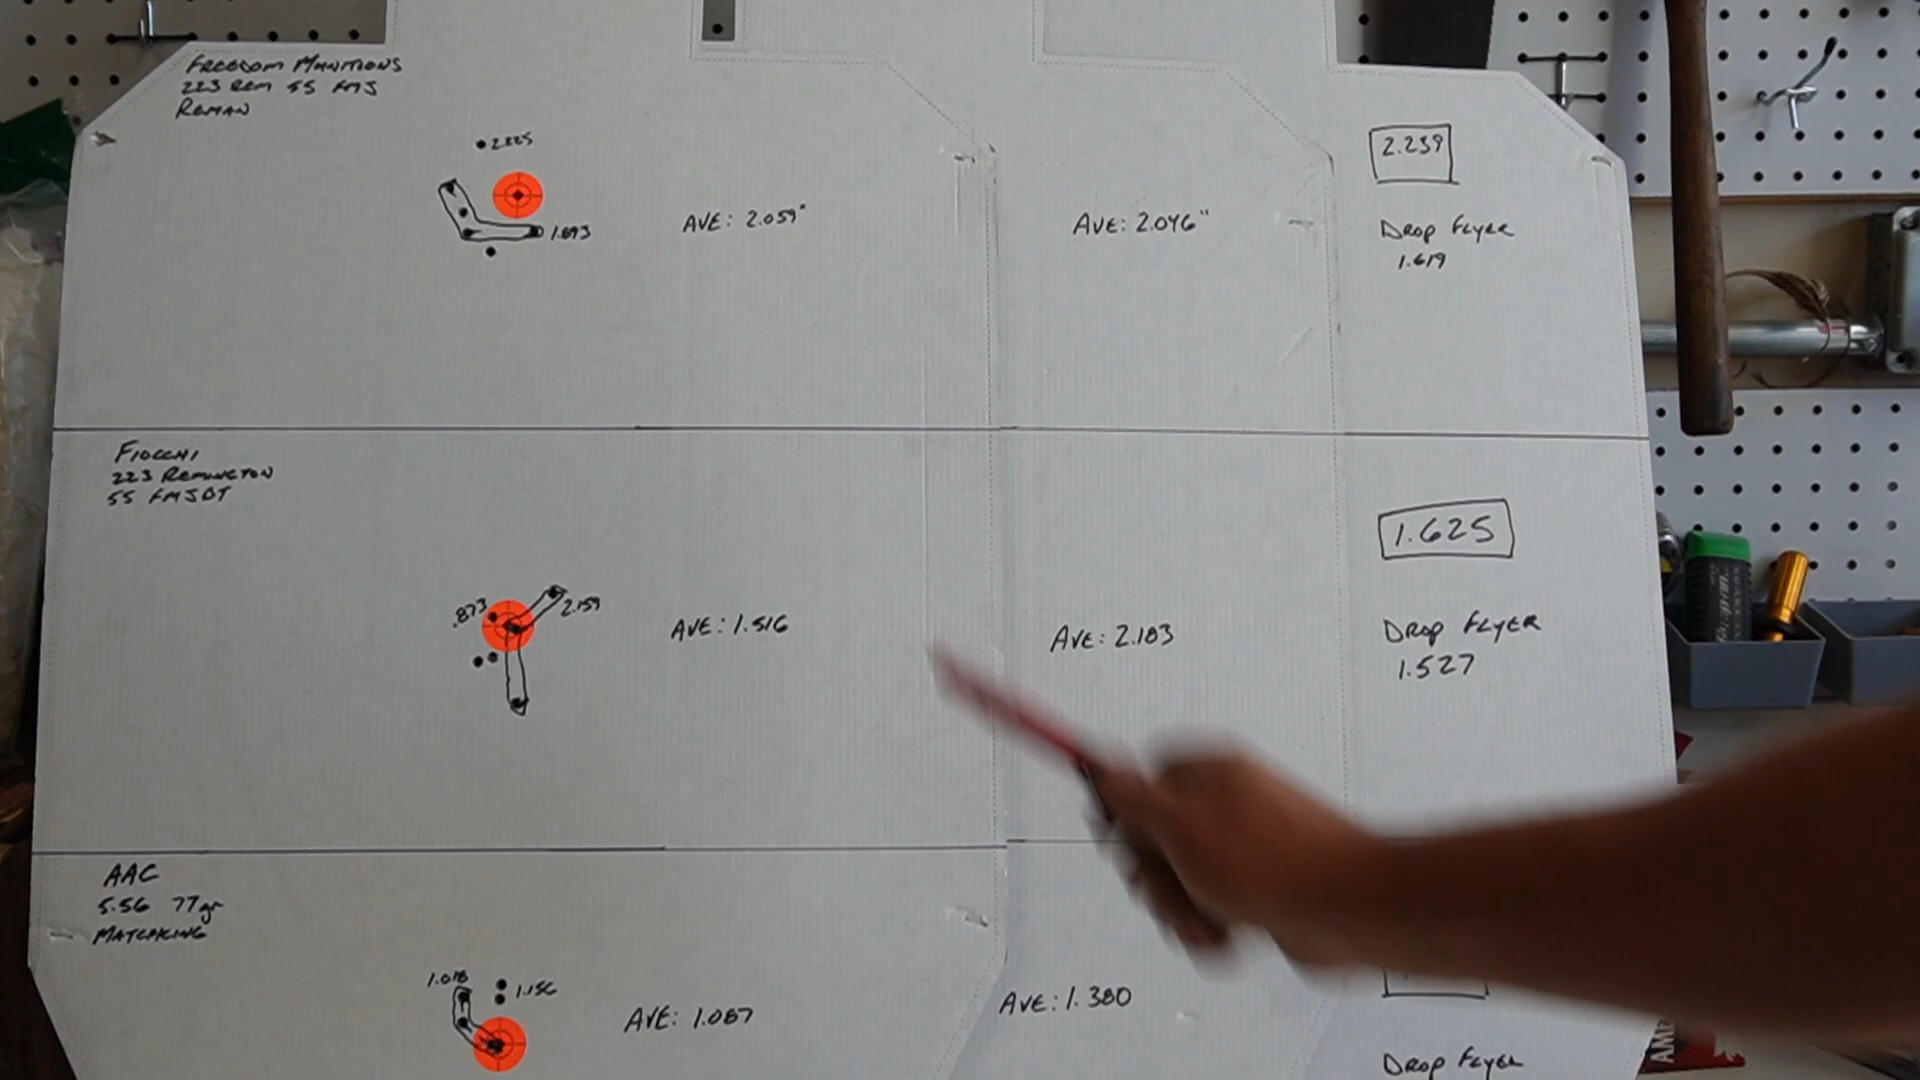 FREEDOM MUNITIONS
223 REM 55 FMJ
REMAN
2.225
1.893
AVE: 2.059"
AVE: 2.046"
2.239
DROP FLYER
1.619
FIOCCHI
223 REMINGTON
55 FMJBT
.873
2.159
AVE: 1.516
AVE: 2.183
1.625
DROP FLYER
1.527
AAC
5.56 77gr
MATCHKING
1.018
1.156
AVE: 1.087
AVE: 1.380
DROP FLYER